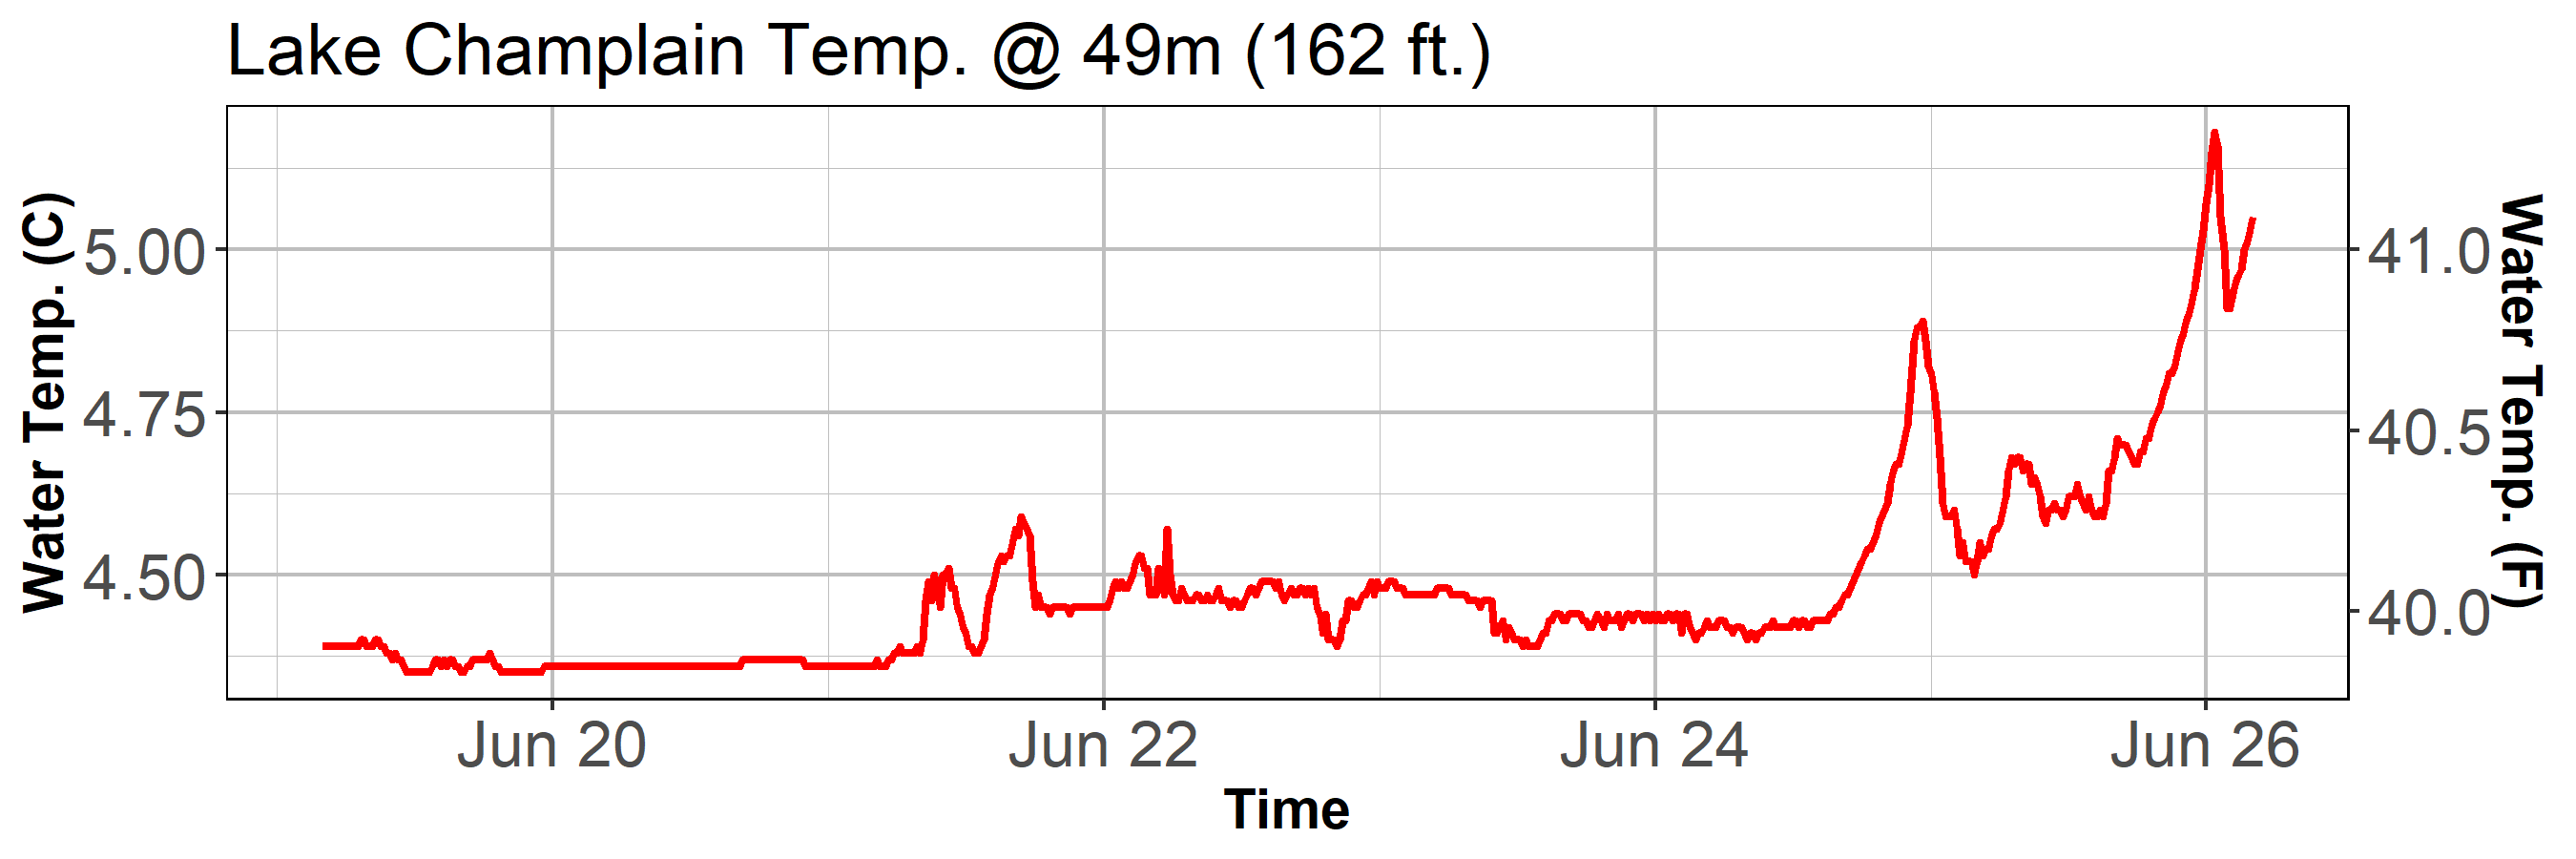 Lake Champlain Temp. @ 49m (162 ft.)
Water Temp. (C)
5.00
4.75
4.50
41.0
40.5
40.0
Water Temp. (F)
Jun 20 Jun 22 Jun 24 Jun 26
Time